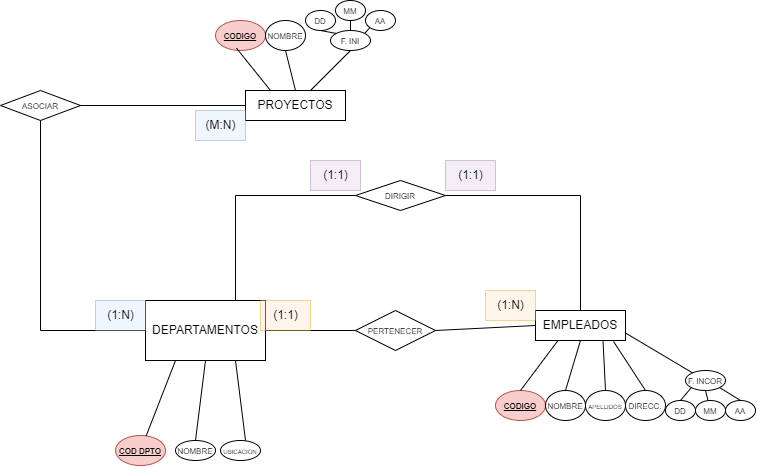 MM
DD
AA
CODIGO
NOMBRE
F. INI
ASOCIAR
PROYECTOS
(M:N)
(1:1)
(1:1)
DIRIGIR
(1:N)
DEPARTAMENTOS
(1:1)
PERTENECER
(1:N)
EMPLEADOS
F. INCOR
CODIGO
NOMBRE
APELLIDOS
DIRECC.
DD
MM
AA
COD DPTO
NOMBRE
UBICACION